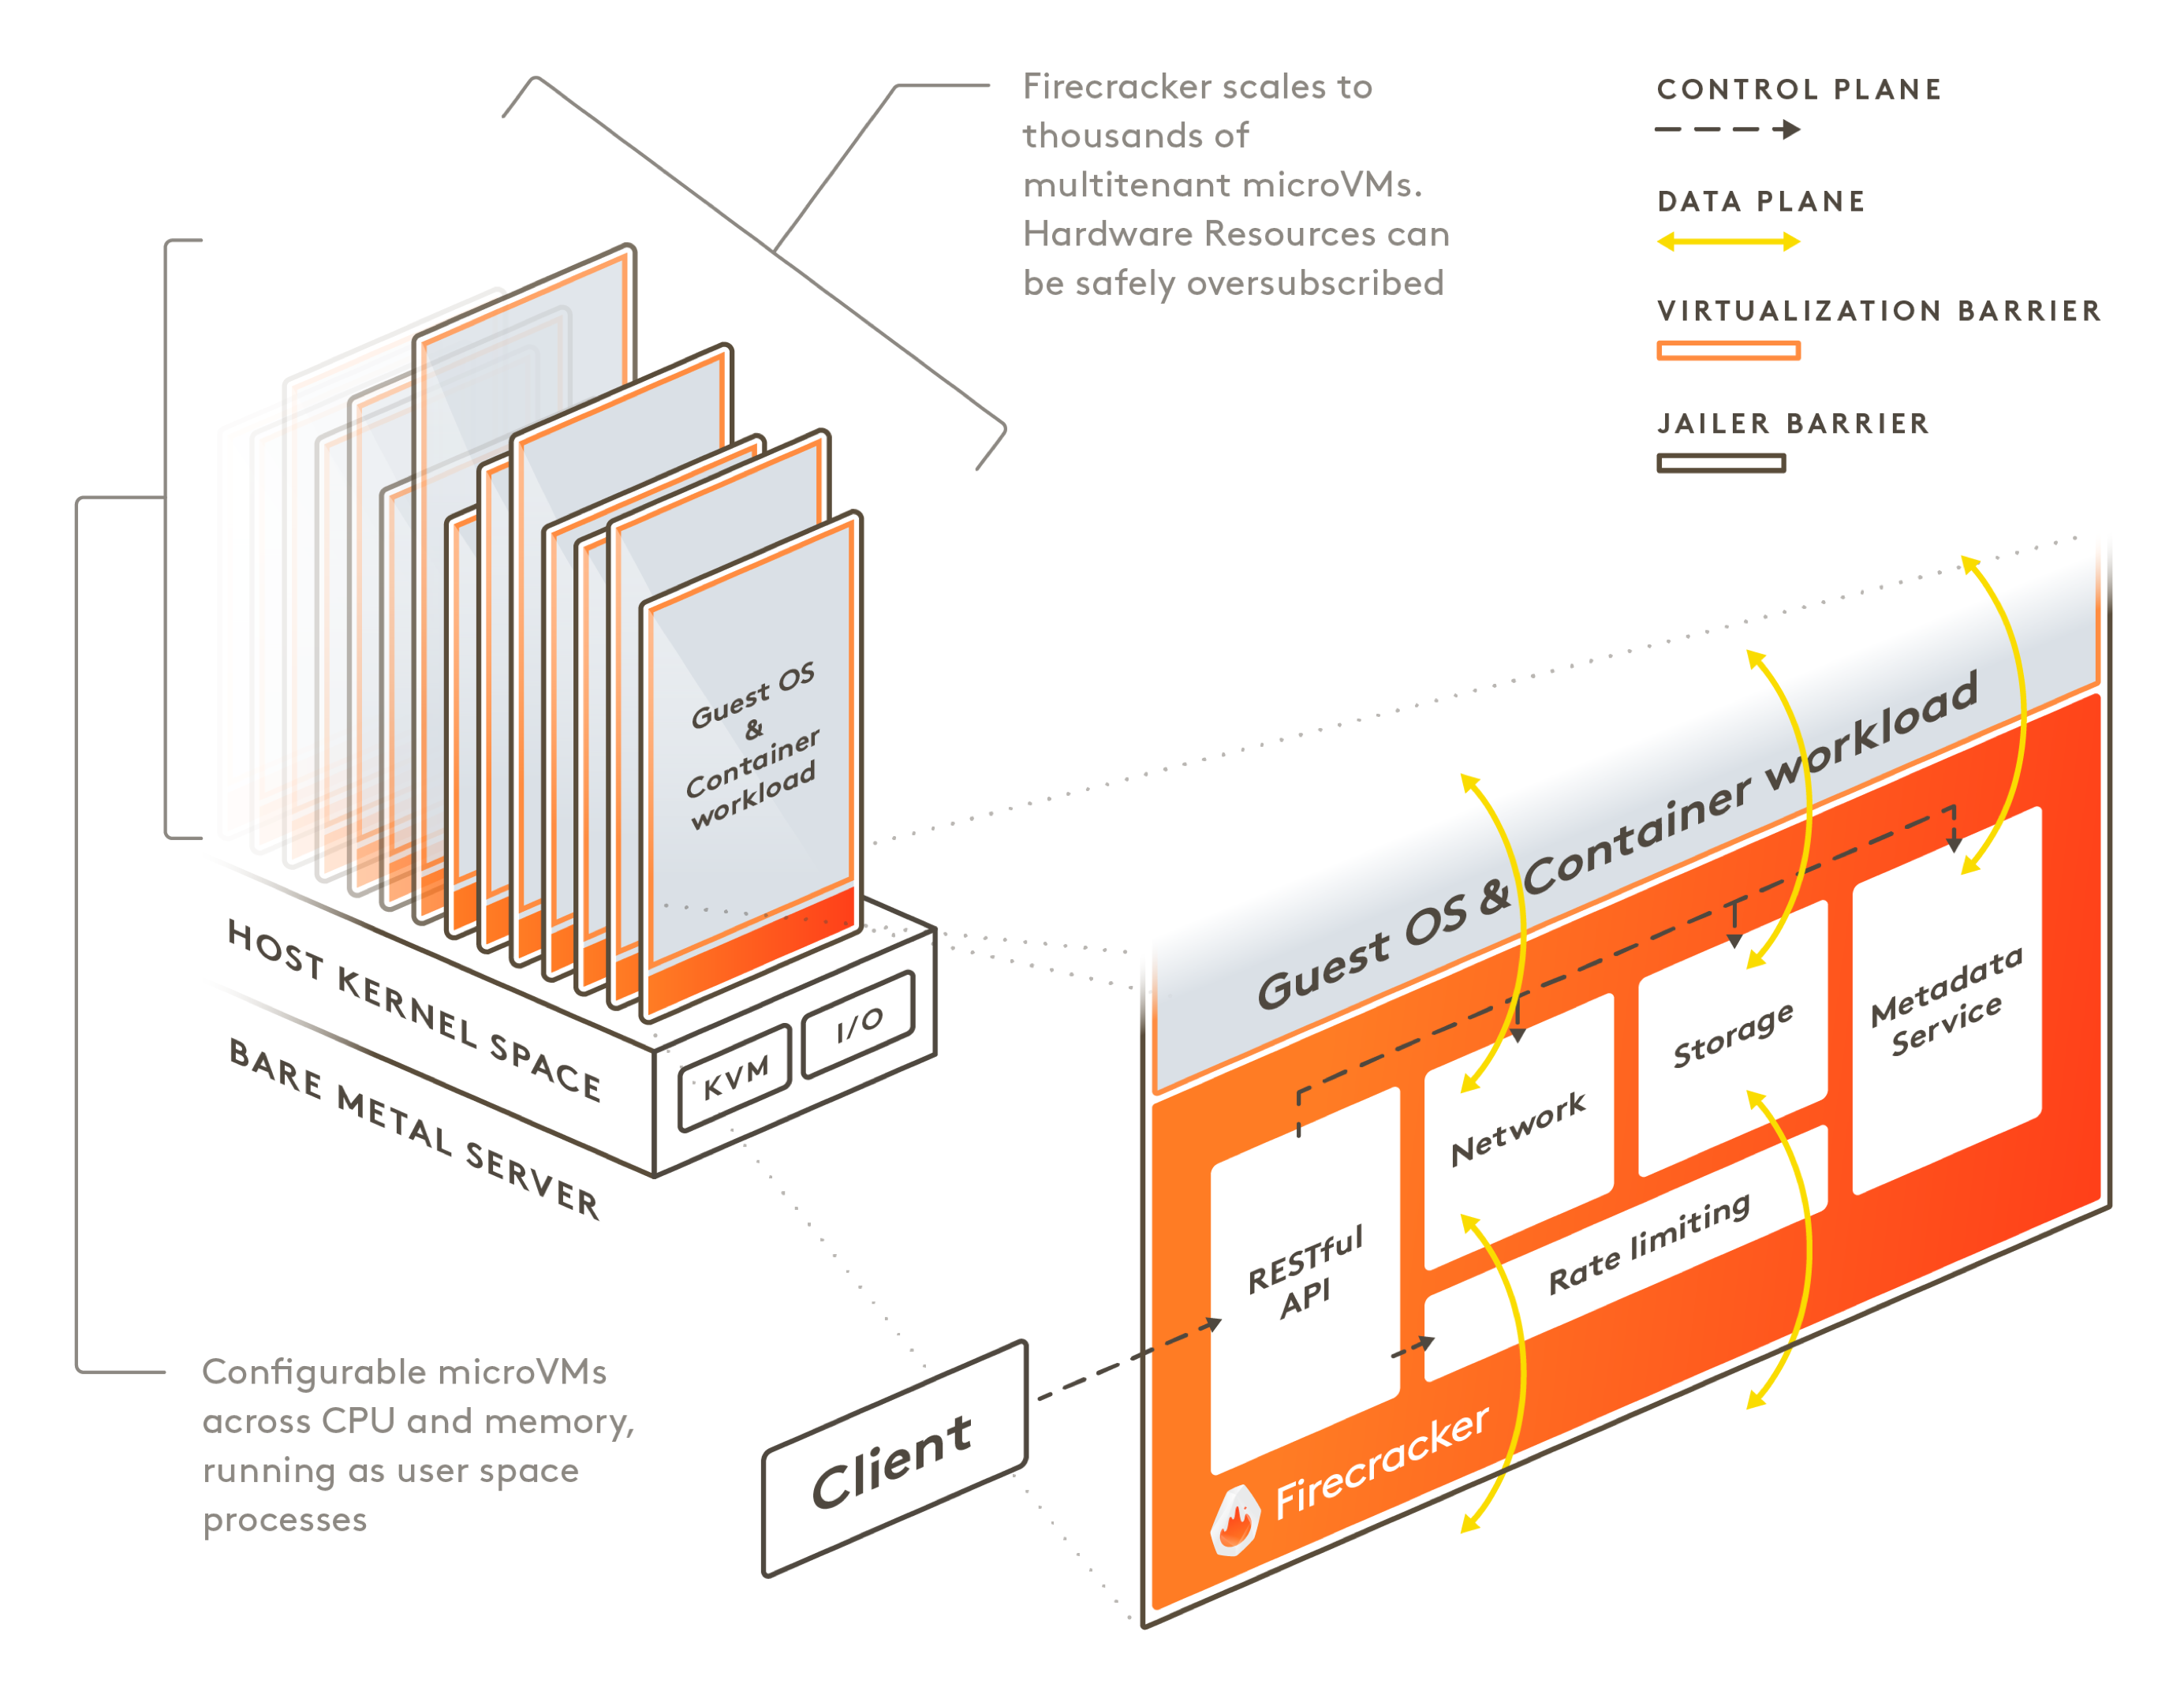 Firecracker scales to
thousands of
multitenant microVMs.
Hardware Resources can
be safely oversubscribed
CONTROL PLANE
DATA PLANE
VIRTUALIZATION BARRIER
JAILER BARRIER
Guest OS
&
Container
workload
HOST KERNEL SPACE
BARE METAL SERVER
KVM
I/O
Configurable microVMs
across CPU and memory,
running as user space
processes
Client
Guest OS & Container workload
RESTful
API
Network
Storage
Metadata
Service
Rate limiting
Firecracker